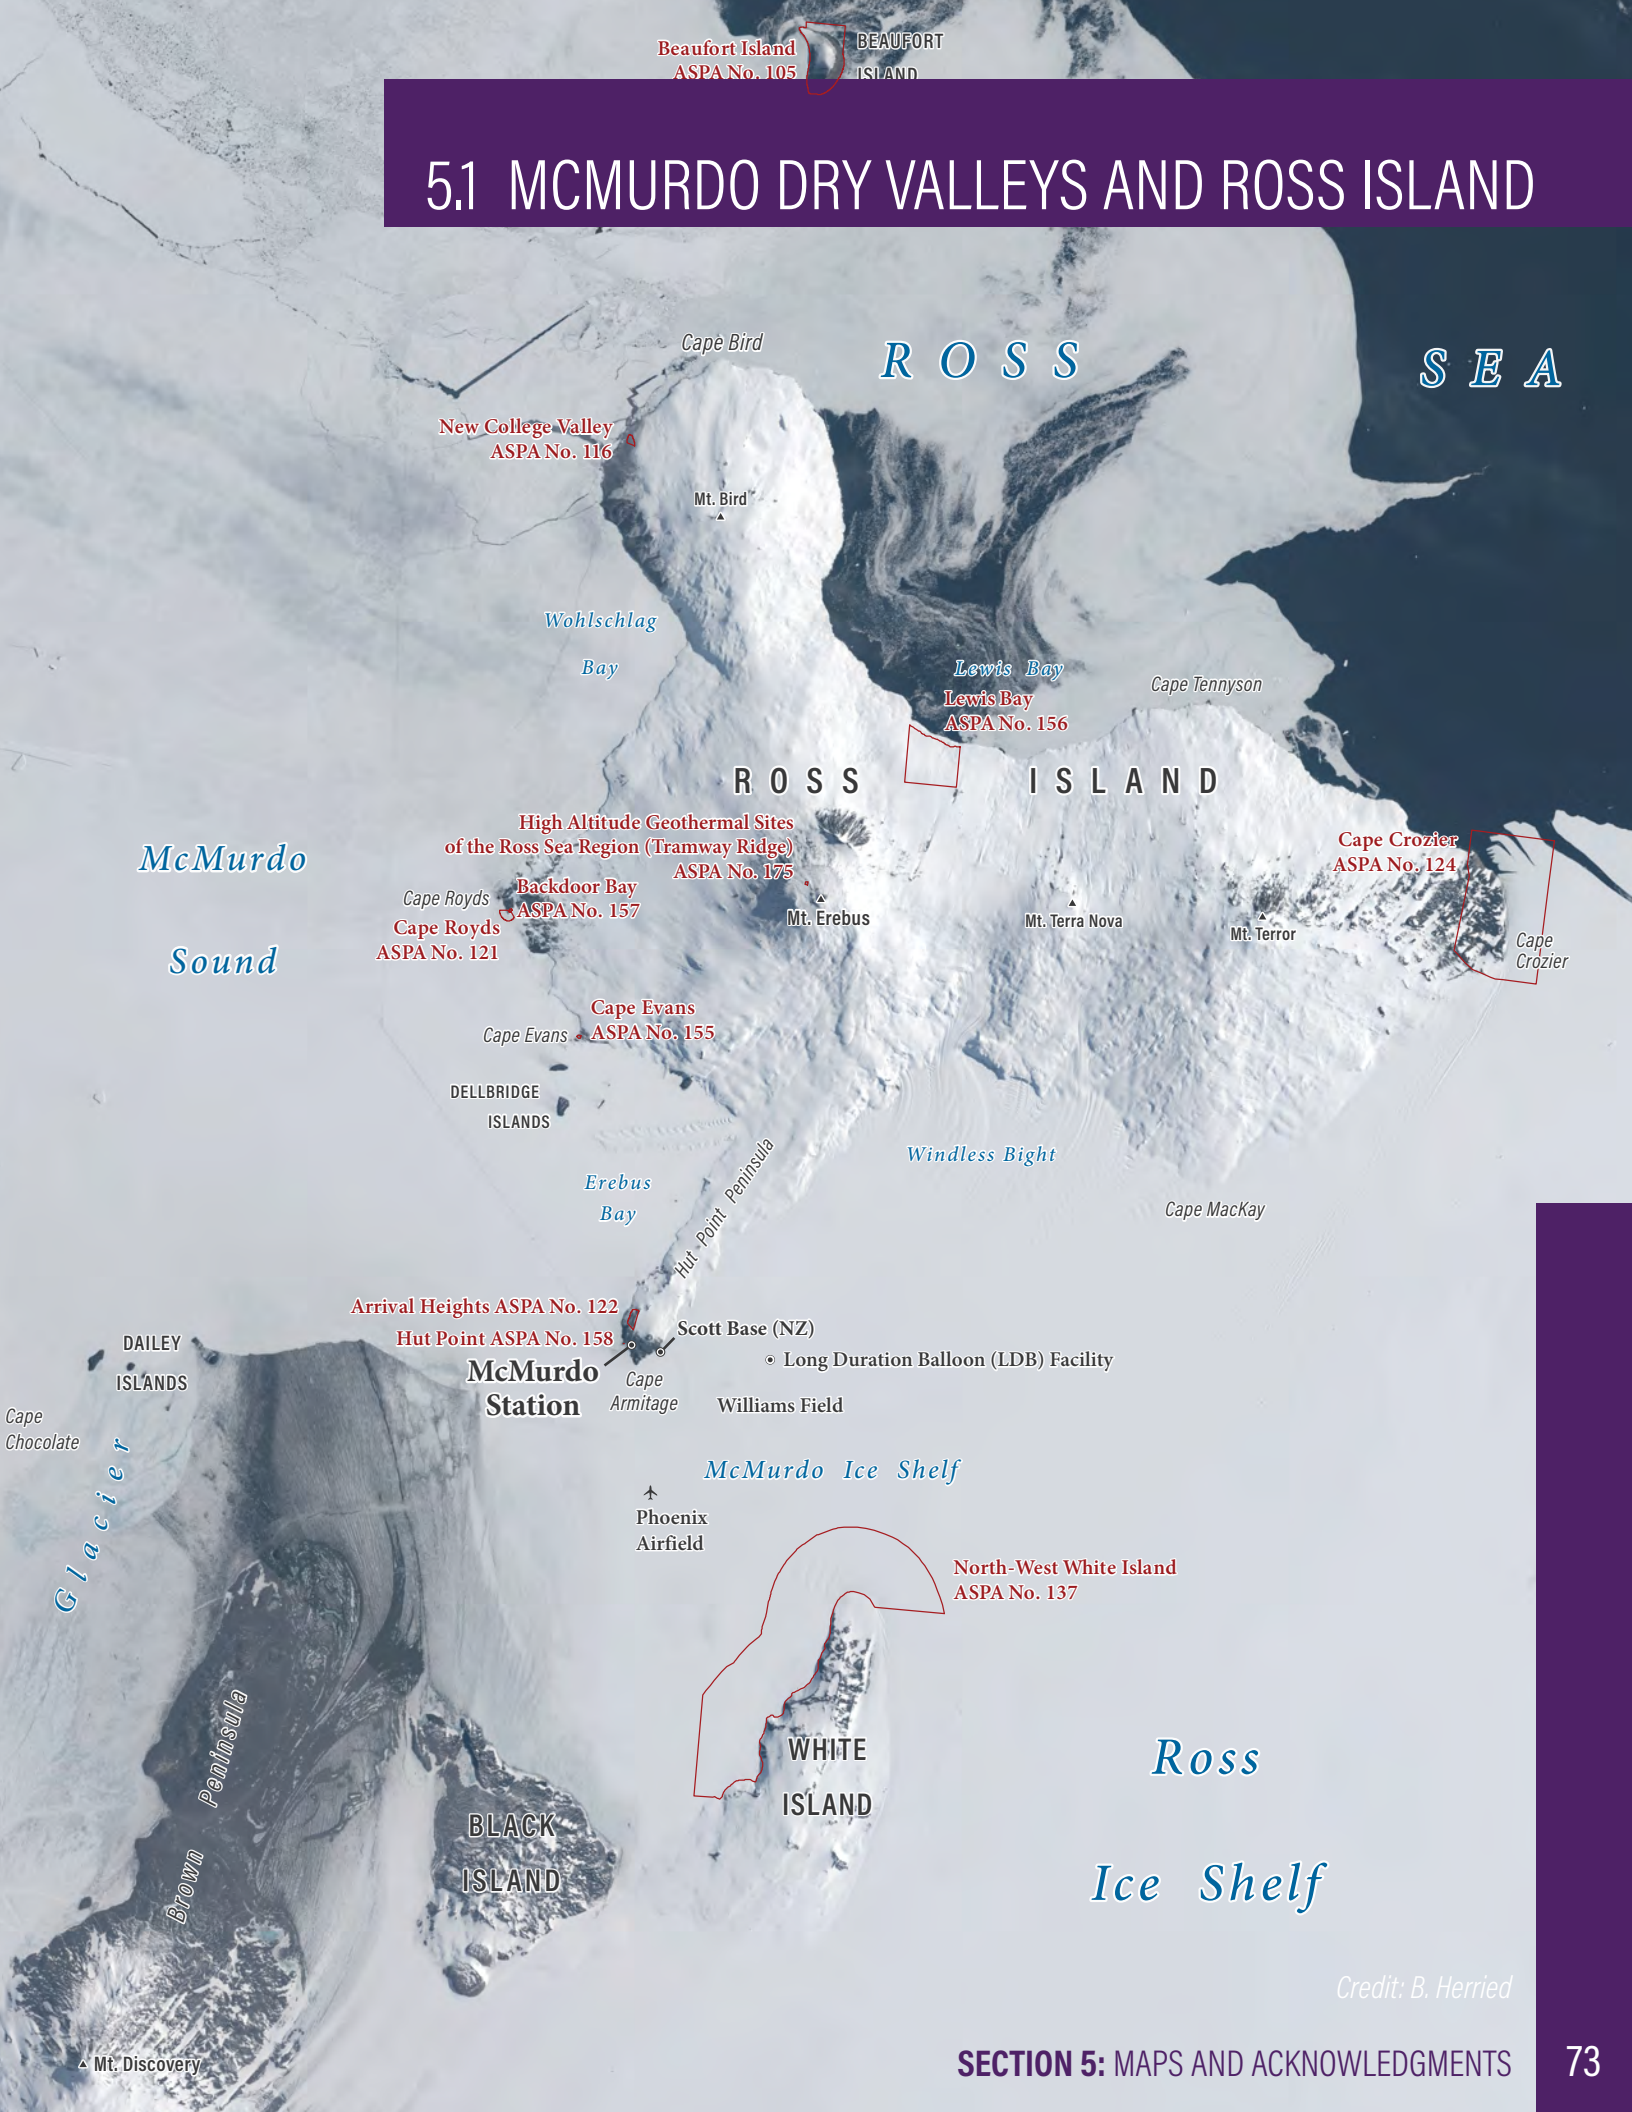 Beaufort Island
ASPA No. 105
BEAUFORT
ISLAND
5.1 MCMURDO DRY VALLEYS AND ROSS ISLAND
Cape Bird
ROSS SEA
New College Valley
ASPA No. 116
Mt. Bird
Wohlschlag
Bay
Lewis Bay
Lewis Bay
ASPA No. 156
Cape Tennyson
ROSS ISLAND
High Altitude Geothermal Sites
of the Ross Sea Region (Tramway Ridge)
ASPA No. 175
McMurdo
Sound
Cape Crozier
ASPA No. 124
Cape Royds
Backdoor Bay
ASPA No. 157
Cape Royds
ASPA No. 121
Mt. Erebus
Mt. Terra Nova
Mt. Terror
Cape
Crozier
Cape Evans
ASPA No. 155
Cape Evans
DELLBRIDGE
ISLANDS
Windless Bight
Erebus
Bay
Hut Point Peninsula
Cape MacKay
Arrival Heights ASPA No. 122
Hut Point ASPA No. 158
Scott Base (NZ)
McMurdo
Station
Long Duration Balloon (LDB) Facility
Cape
Armitage
Williams Field
DAILEY
ISLANDS
Cape
Chocolate
Glacier
McMurdo Ice Shelf
Phoenix
Airfield
North-West White Island
ASPA No. 137
Brown Peninsula
WHITE
ISLAND
BLACK
ISLAND
Ross
Ice Shelf
Mt. Discovery
Credit: B. Herried
SECTION 5: MAPS AND ACKNOWLEDGMENTS
73